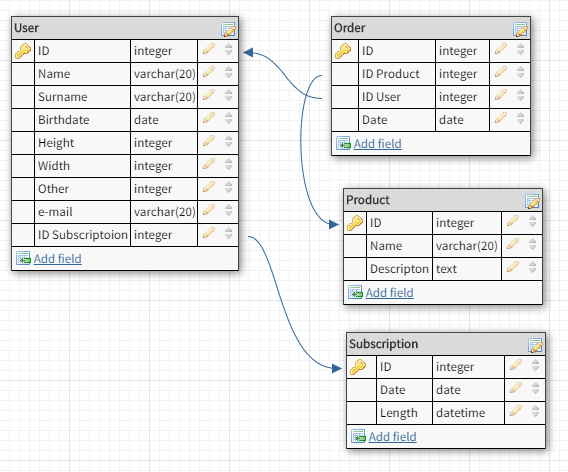 User
ID integer
Name varchar(20)
Surname varchar(20)
Birthdate date
Height integer
Width integer
Other integer
e-mail varchar(20)
ID Subscriptoion integer
Add field
Order
ID integer
ID Product integer
ID User integer
Date date
Add field
Product
ID integer
Name varchar(20)
Descripton text
Add field
Subscription
ID integer
Date date
Length datetime
Add field